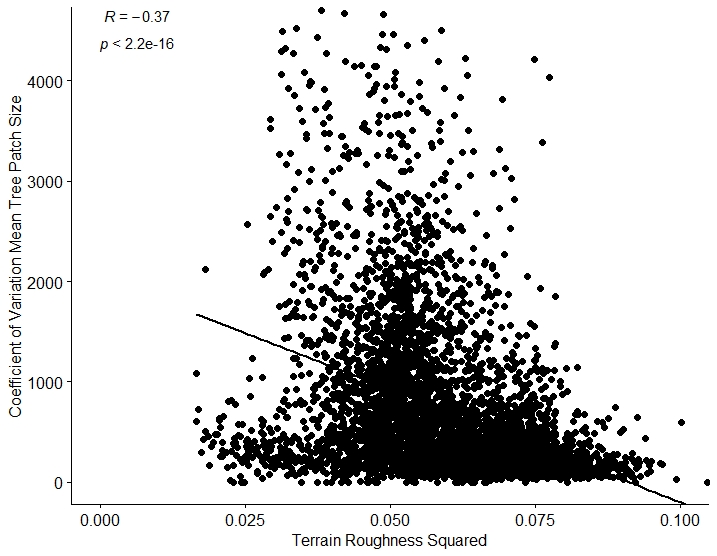 R = −0.37
p < 2.2e-16
4000
3000
2000
1000
0
Coefficient of Variation Mean Tree Patch Size
0.000 0.025 0.050 0.075 0.100
Terrain Roughness Squared